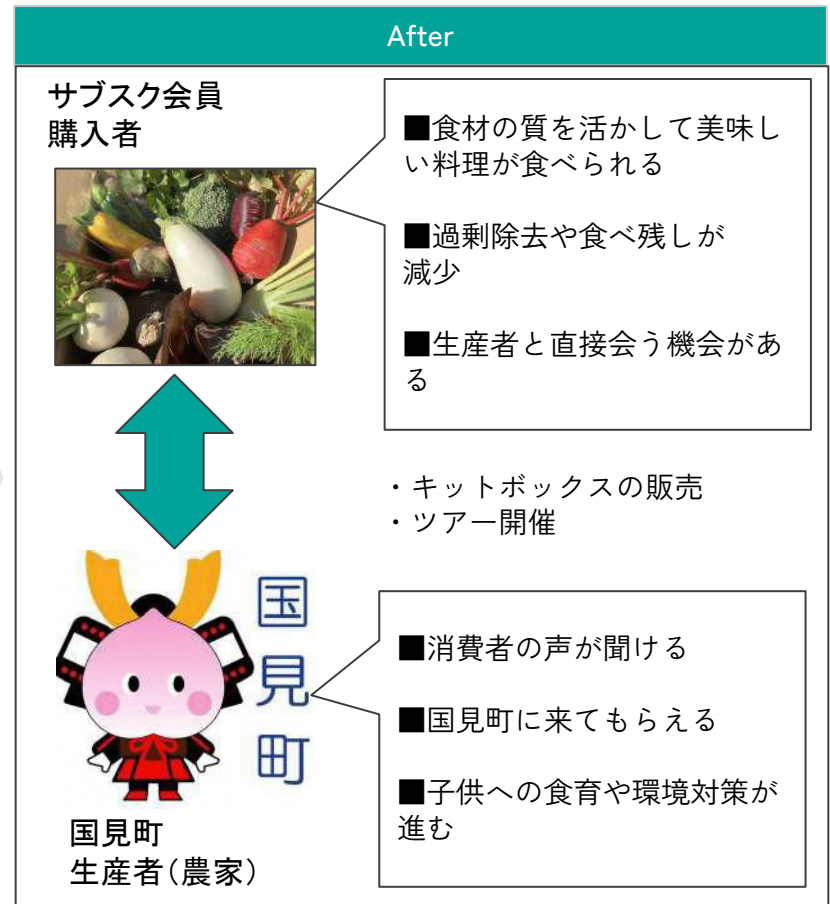 After
サブスク会員
購入者
■食材の質を活かして美味し
い料理が食べられる
■過剰除去や食べ残しが
減少
■生産者と直接会う機会があ
る
・キットボックスの販売
・ツアー開催
国見町
■消費者の声が聞ける
■国見町に来てもらえる
■子供への食育や環境対策が
進む
国見町
生産者(農家)